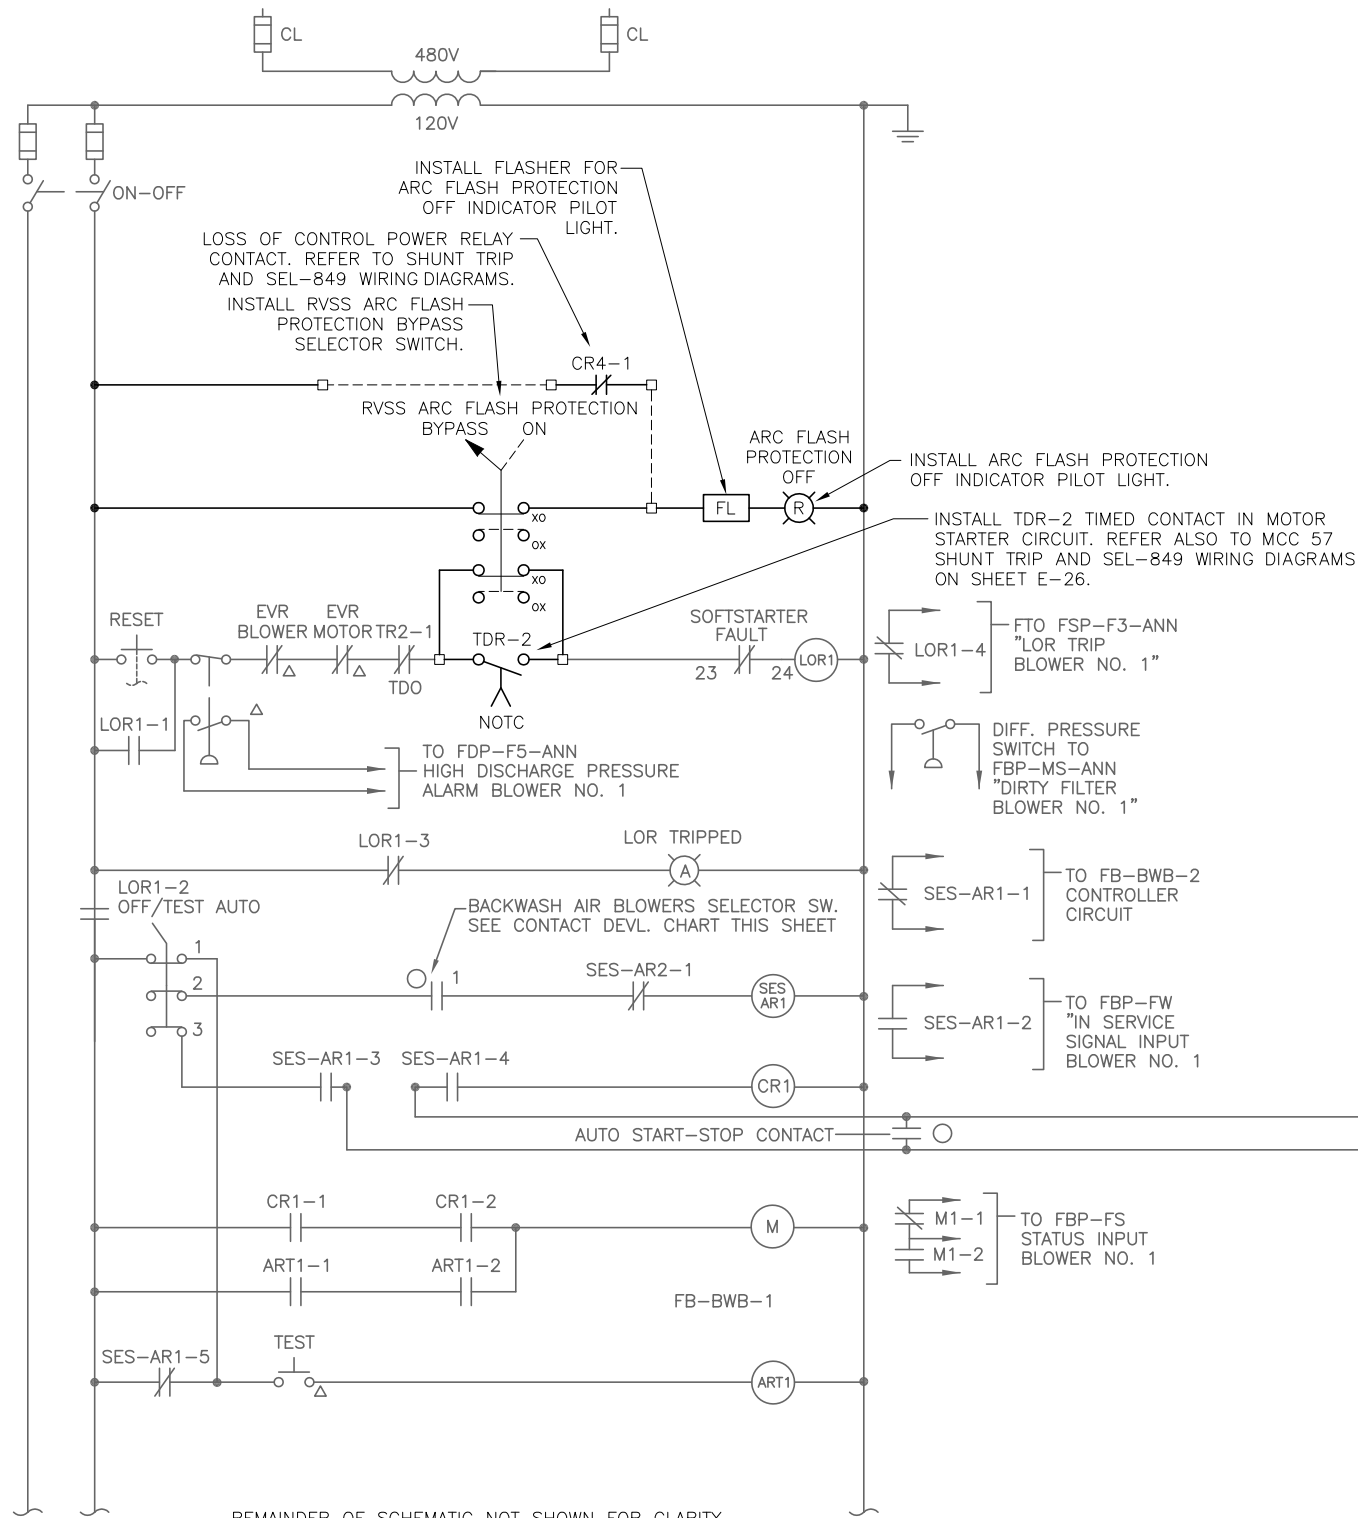 CL
CL
480V
120V
ON-OFF
INSTALL FLASHER FOR
ARC FLASH PROTECTION
OFF INDICATOR PILOT
LIGHT.
LOSS OF CONTROL POWER RELAY
CONTACT. REFER TO SHUNT TRIP
AND SEL-849 WIRING DIAGRAMS.
INSTALL RVSS ARC FLASH
PROTECTION BYPASS
SELECTOR SWITCH.
CR4-1
RVSS ARC FLASH PROTECTION
BYPASS ON
ARC FLASH
PROTECTION
OFF
INSTALL ARC FLASH PROTECTION
OFF INDICATOR PILOT LIGHT.
FL
R
XO
OX
XO
OX
INSTALL TDR-2 TIMED CONTACT IN MOTOR
STARTER CIRCUIT. REFER ALSO TO MCC 57
SHUNT TRIP AND SEL-849 WIRING DIAGRAMS
ON SHEET E-26.
RESET
EVR
BLOWER
EVR
MOTOR
TR2-1
TDO
TDR-2
NOTC
SOFTSTARTER
FAULT
23
24
LOR1
LOR1-4
FTO FSP-F3-ANN
"LOR TRIP
BLOWER NO. 1"
LOR1-1
TO FDP-F5-ANN
HIGH DISCHARGE PRESSURE
ALARM BLOWER NO. 1
DIFF. PRESSURE
SWITCH TO
FBP-MS-ANN
"DIRTY FILTER
BLOWER NO. 1"
LOR1-3
LOR TRIPPED
A
LOR1-2
OFF/TEST AUTO
1
2
3
BACKWASH AIR BLOWERS SELECTOR SW.
SEE CONTACT DEVL. CHART THIS SHEET
1
SES-AR2-1
SES
AR1
SES-AR1-1
TO FB-BWB-2
CONTROLLER
CIRCUIT
SES-AR1-2
TO FBP-FW
"IN SERVICE
SIGNAL INPUT
BLOWER NO. 1
SES-AR1-3
SES-AR1-4
CR1
AUTO START-STOP CONTACT
CR1-1
CR1-2
M
ART1-1
ART1-2
FB-BWB-1
M1-1
M1-2
TO FBP-FS
STATUS INPUT
BLOWER NO. 1
SES-AR1-5
TEST
ART1
REMAINDER OF SCHEMATIC NOT SHOWN FOR CLARITY